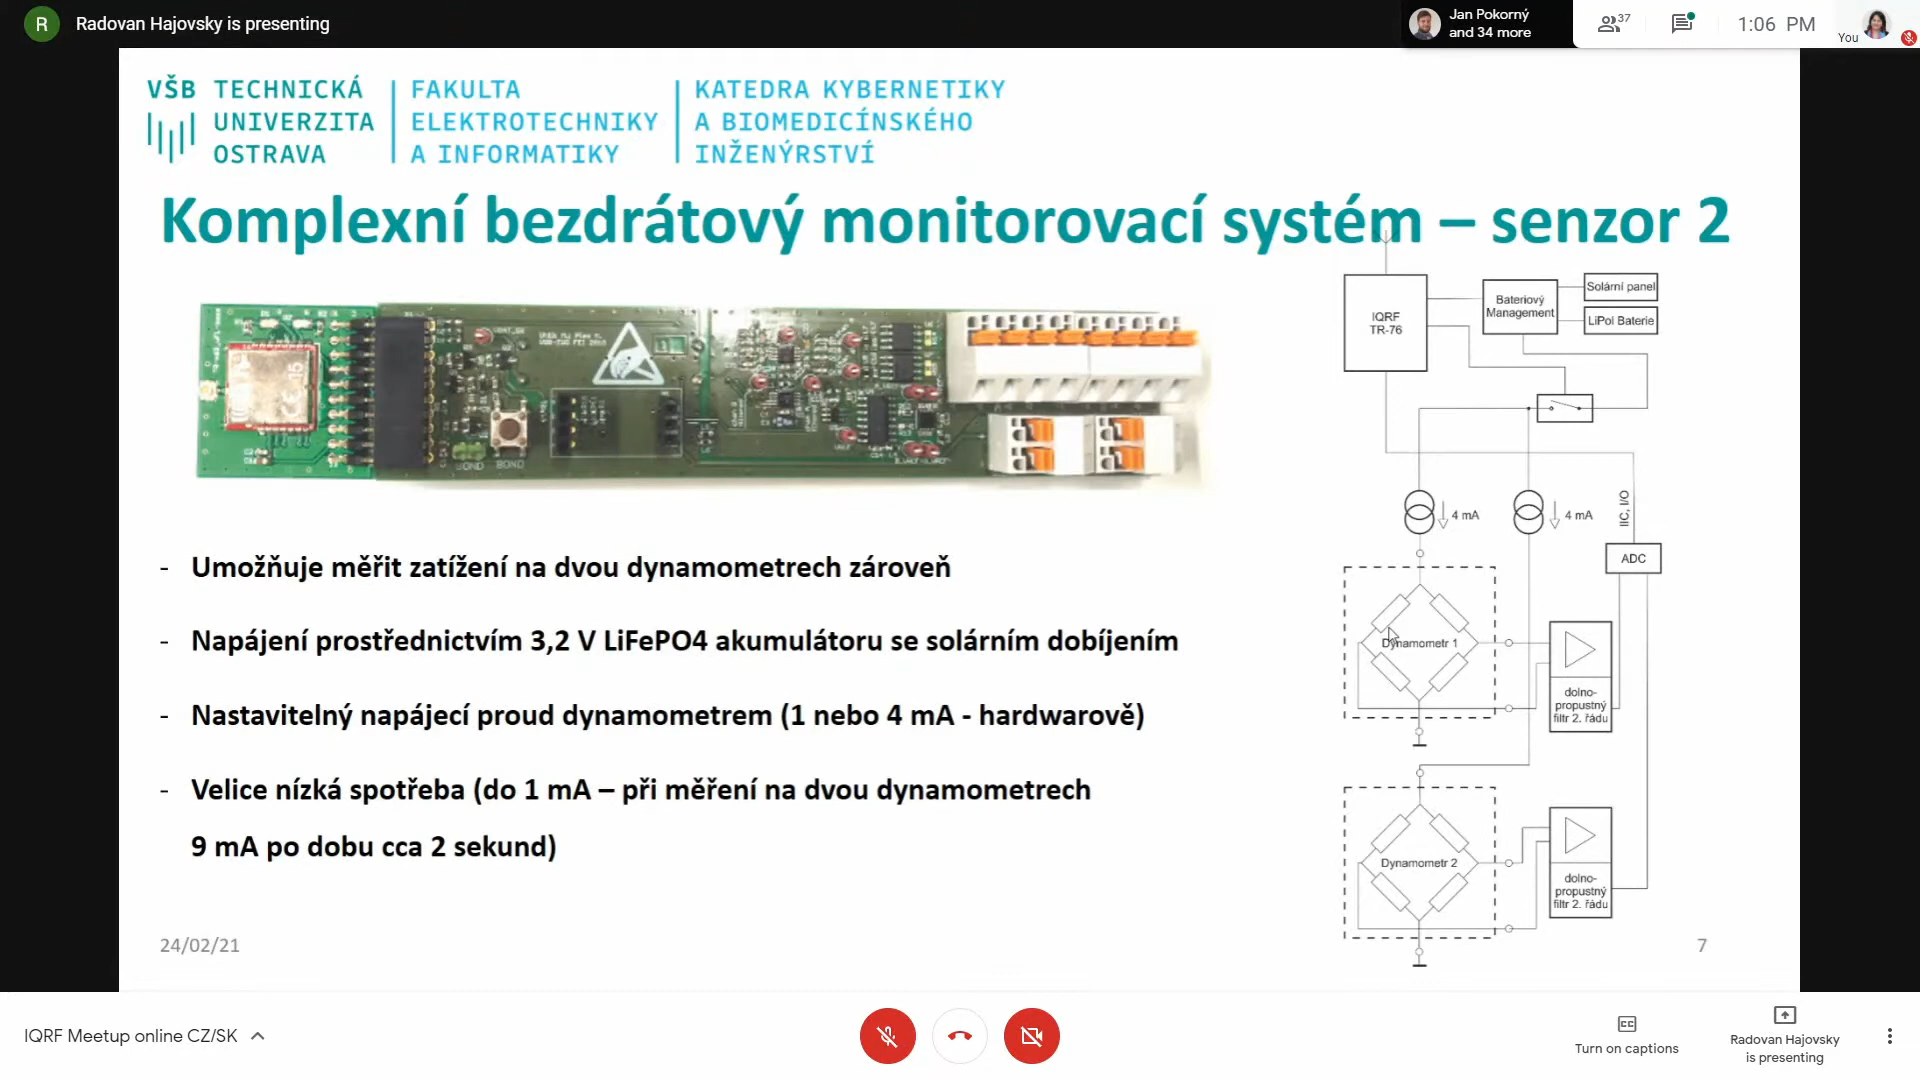 R
Radovan Hajovsky is presenting
Jan Pokorný
and 34 more
37
1:06 PM
You
VŠB TECHNICKÁ
UNIVERZITA
OSTRAVA
FAKULTA
ELEKTROTECHNIKY
A INFORMATIKY
KATEDRA KYBERNETIKY
A BIOMEDICÍNSKÉHO
INŽENÝRSTVÍ
Komplexní bezdrátový monitorovací systém – senzor 2
- Umožňuje měřit zatížení na dvou dynamometrech zároveň
- Napájení prostřednictvím 3,2 V LiFePO4 akumulátoru se solárním dobíjením
- Nastavitelný napájecí proud dynamometrem (1 nebo 4 mA - hardwarově)
- Velice nízká spotřeba (do 1 mA – při měření na dvou dynamometrech
9 mA po dobu cca 2 sekund)
IQRF
TR-76
Bateriový
Management
Solární panel
LiPol Baterie
4 mA
4 mA
IIC, I/O
ADC
Dynamometr 1
dolno-
propustný
filtr 2. řádu
Dynamometr 2
dolno-
propustný
filtr 2. řádu
24/02/21
7
IQRF Meetup online CZ/SK
Turn on captions
Radovan Hajovsky
is presenting